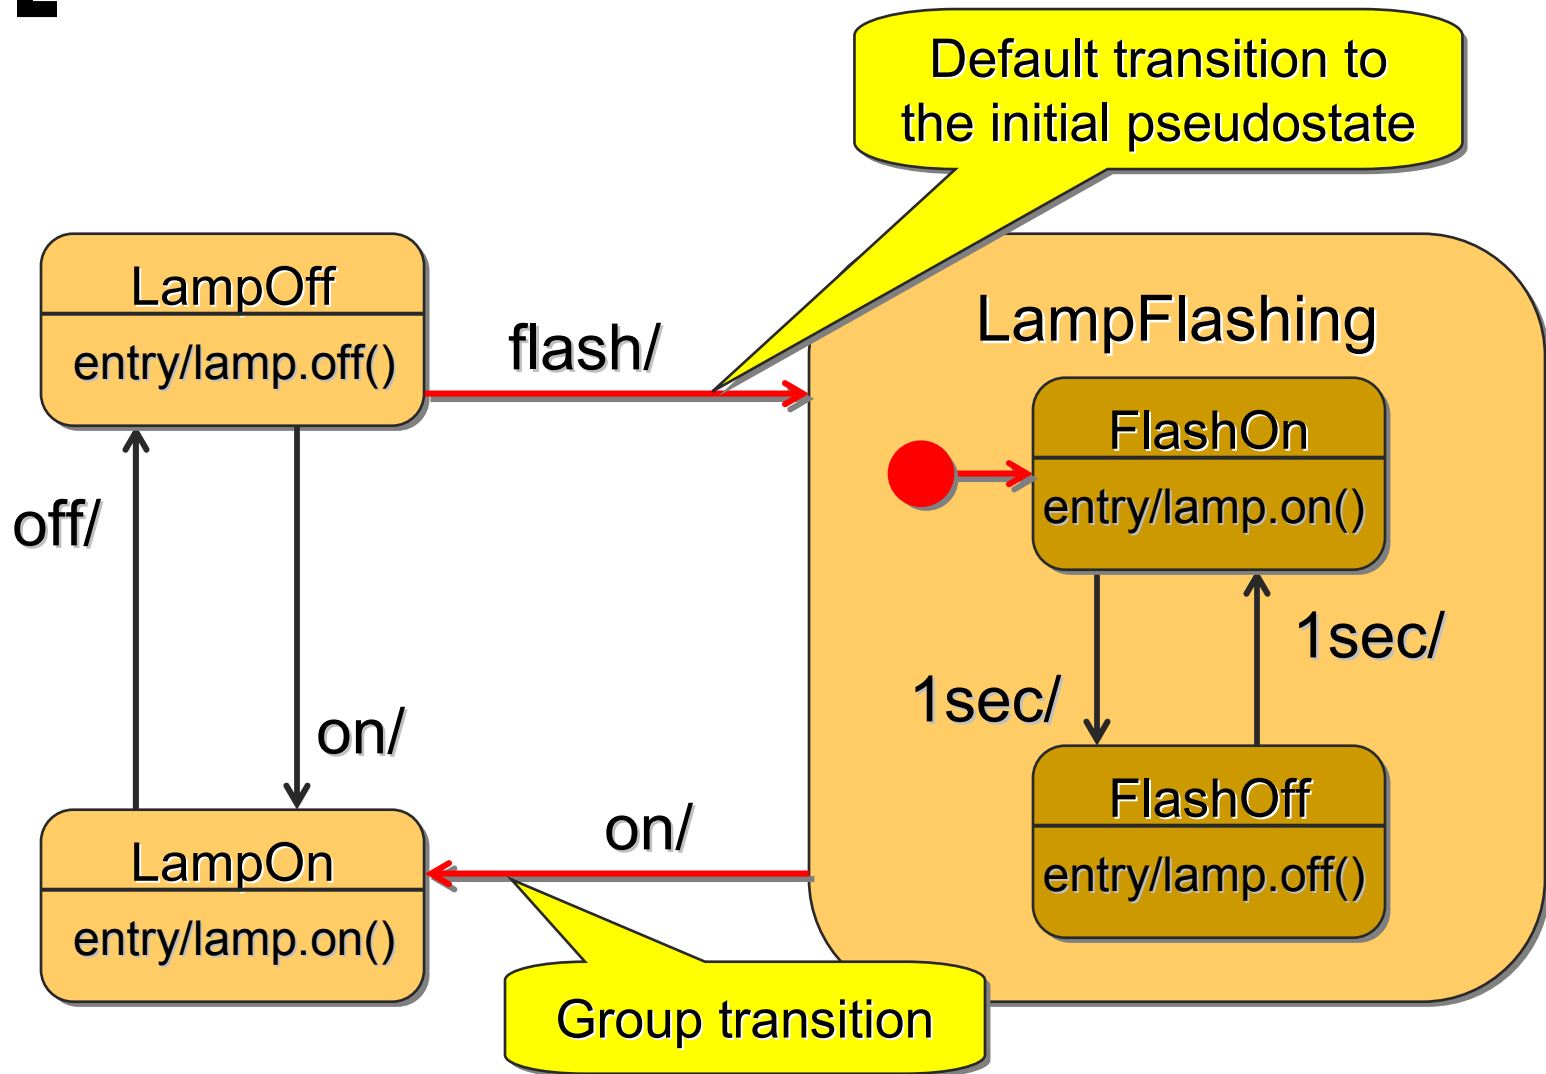 Default transition to
the initial pseudostate
LampOff
entry/lamp.off()
flash/
LampFlashing
FlashOn
entry/lamp.on()
off/
on/
1sec/
1sec/
FlashOff
entry/lamp.off()
on/
LampOn
entry/lamp.on()
Group transition